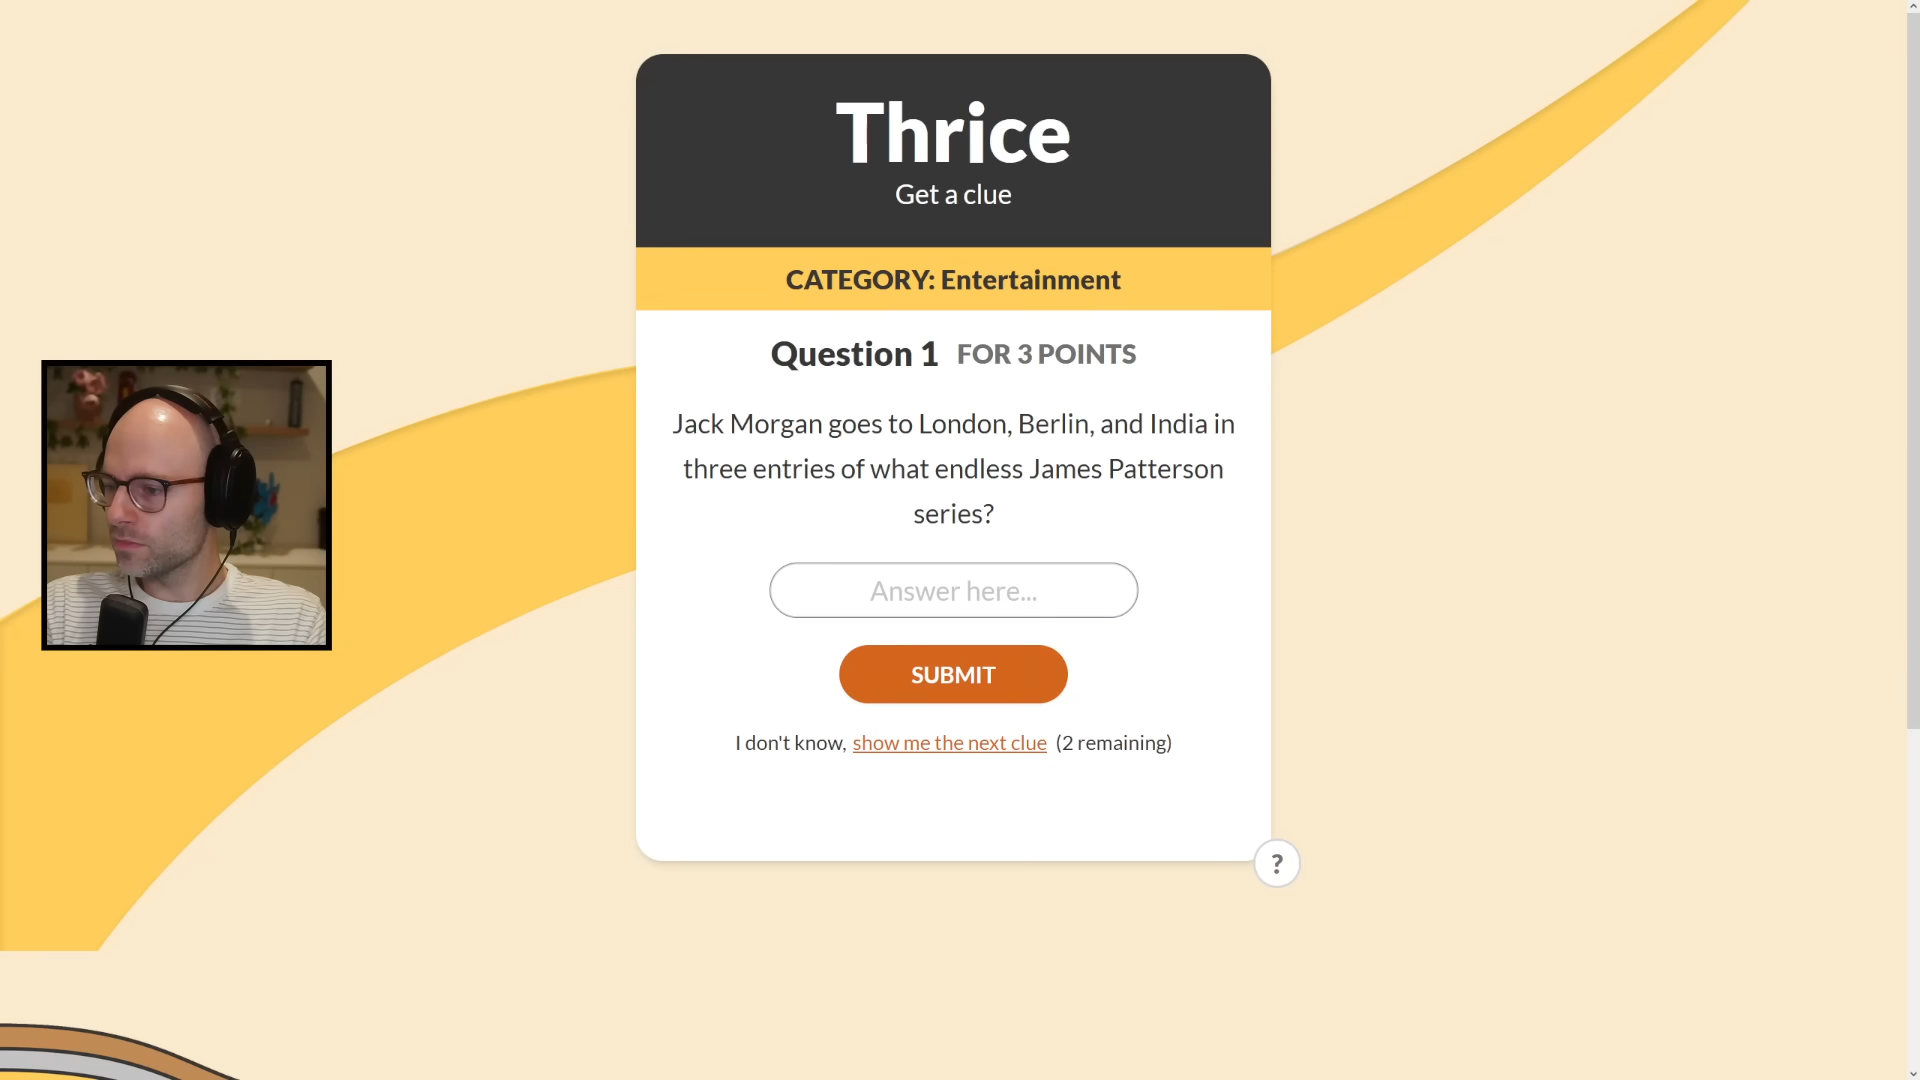 Thrice
Get a clue
CATEGORY: Entertainment
Question 1 FOR 3 POINTS
Jack Morgan goes to London, Berlin, and India in
three entries of what endless James Patterson
series?
Answer here...
SUBMIT
I don't know, show me the next clue (2 remaining)
?